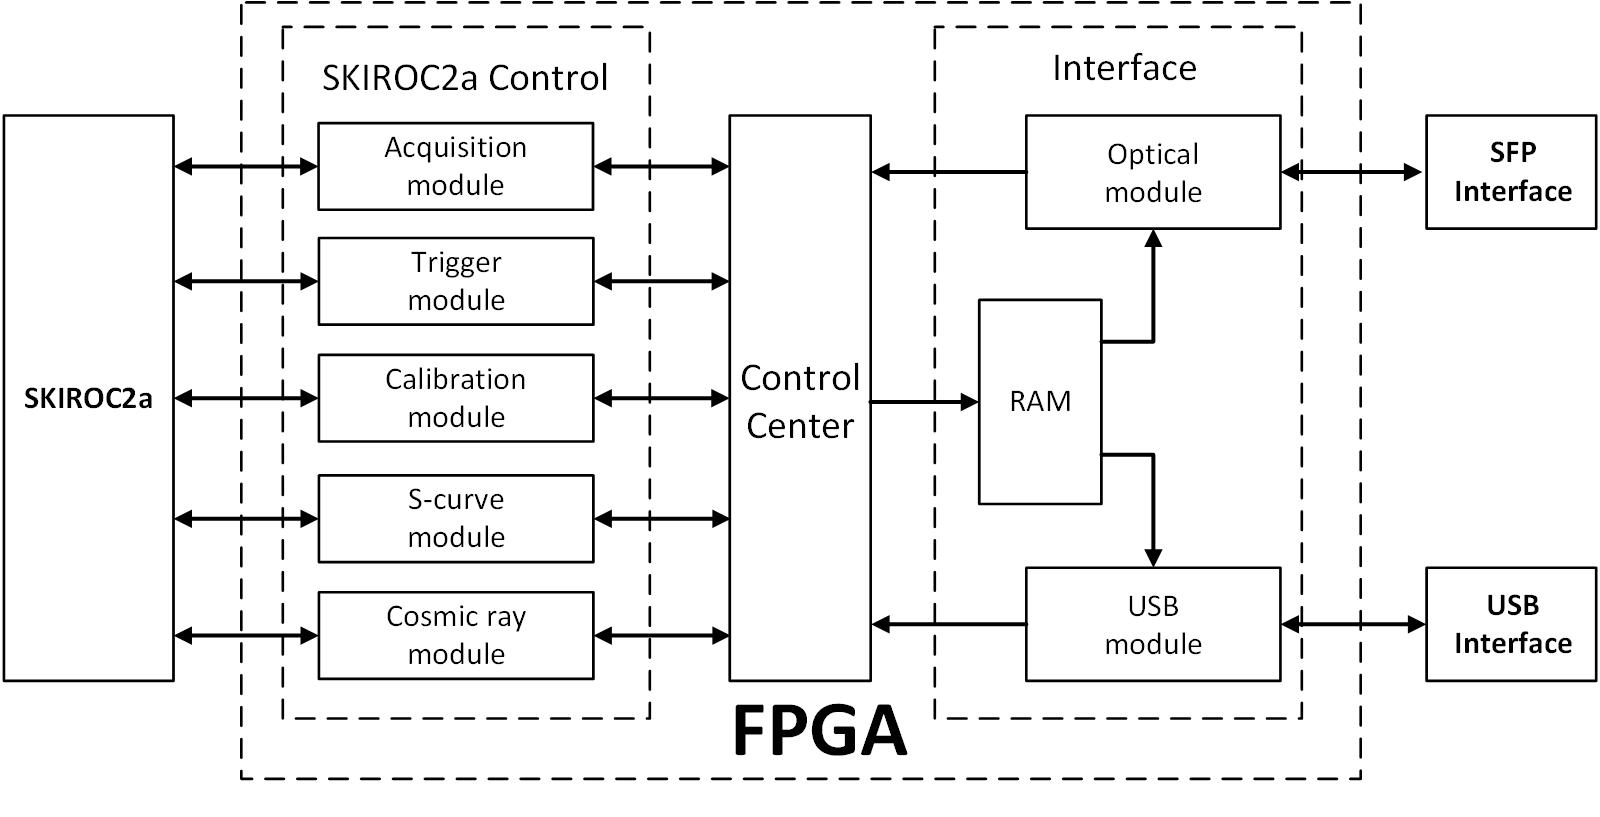 SKIROC2a
SKIROC2a Control
Acquisition
module
Trigger
module
Calibration
module
S-curve
module
Cosmic ray
module
Control
Center
Interface
Optical
module
RAM
USB
module
SFP
Interface
USB
Interface
FPGA